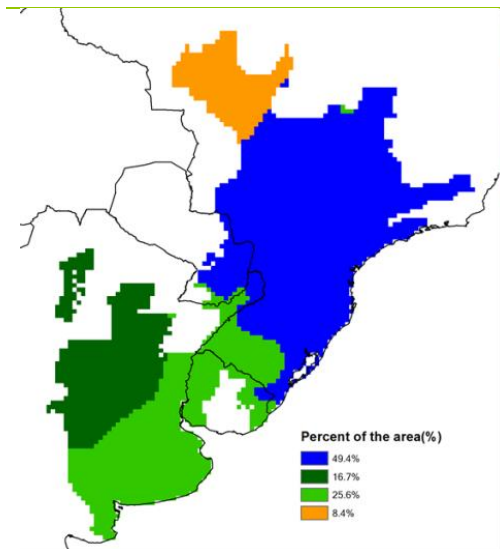 Percent of the area(%)
49.4%
16.7%
25.6%
8.4%